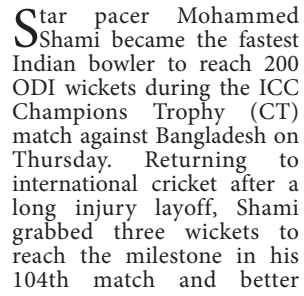 Star pacer Mohammed
Shami became the fastest
Indian bowler to reach 200
ODI wickets during the ICC
Champions Trophy (CT)
match against Bangladesh on
Thursday. Returning to
international cricket after a
long injury layoff, Shami
grabbed three wickets to
reach the milestone in his
104th match and better